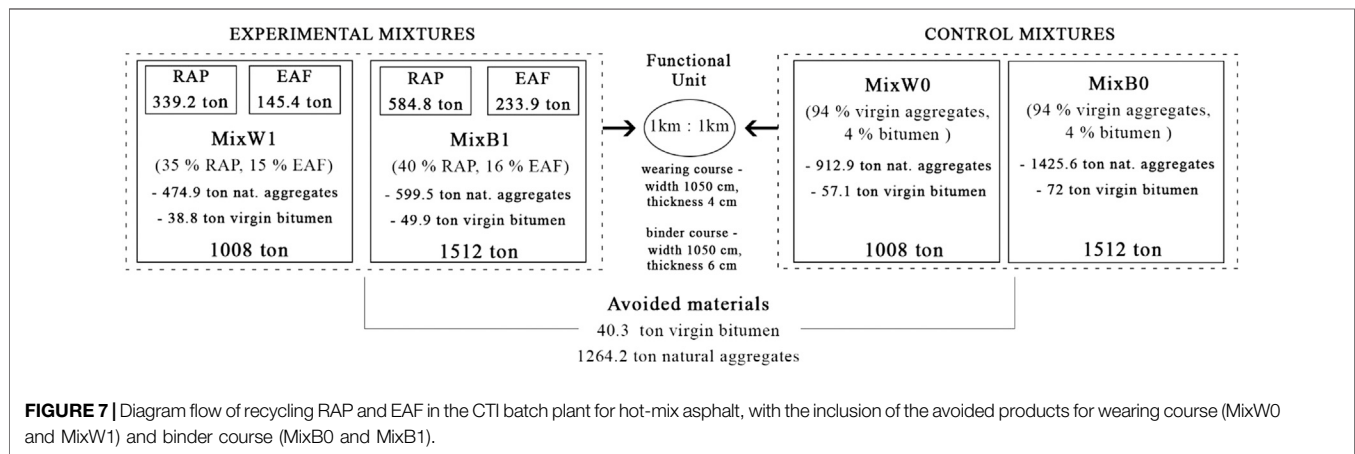 EXPERIMENTAL MIXTURES
RAP
339.2 ton
EAF
145.4 ton
MixW1
(35 % RAP, 15 % EAF)
- 474.9 ton nat. aggregates
- 38.8 ton virgin bitumen
1008 ton
RAP
584.8 ton
EAF
233.9 ton
MixB1
(40 % RAP, 16 % EAF)
- 599.5 ton nat. aggregates
- 49.9 ton virgin bitumen
1512 ton
Functional
Unit
1km : 1km
wearing course -
width 1050 cm,
thickness 4 cm
binder course -
width 1050 cm,
thickness 6 cm
CONTROL MIXTURES
MixW0
(94 % virgin aggregates,
4 % bitumen )
- 912.9 ton nat. aggregates
- 57.1 ton virgin bitumen
1008 ton
MixB0
(94 % virgin aggregates,
4 % bitumen )
- 1425.6 ton nat. aggregates
- 72 ton virgin bitumen
1512 ton
Avoided materials
40.3 ton virgin bitumen
1264.2 ton natural aggregates
FIGURE 7 | Diagram flow of recycling RAP and EAF in the CTI batch plant for hot-mix asphalt, with the inclusion of the avoided products for wearing course (MixW0
and MixW1) and binder course (MixB0 and MixB1).